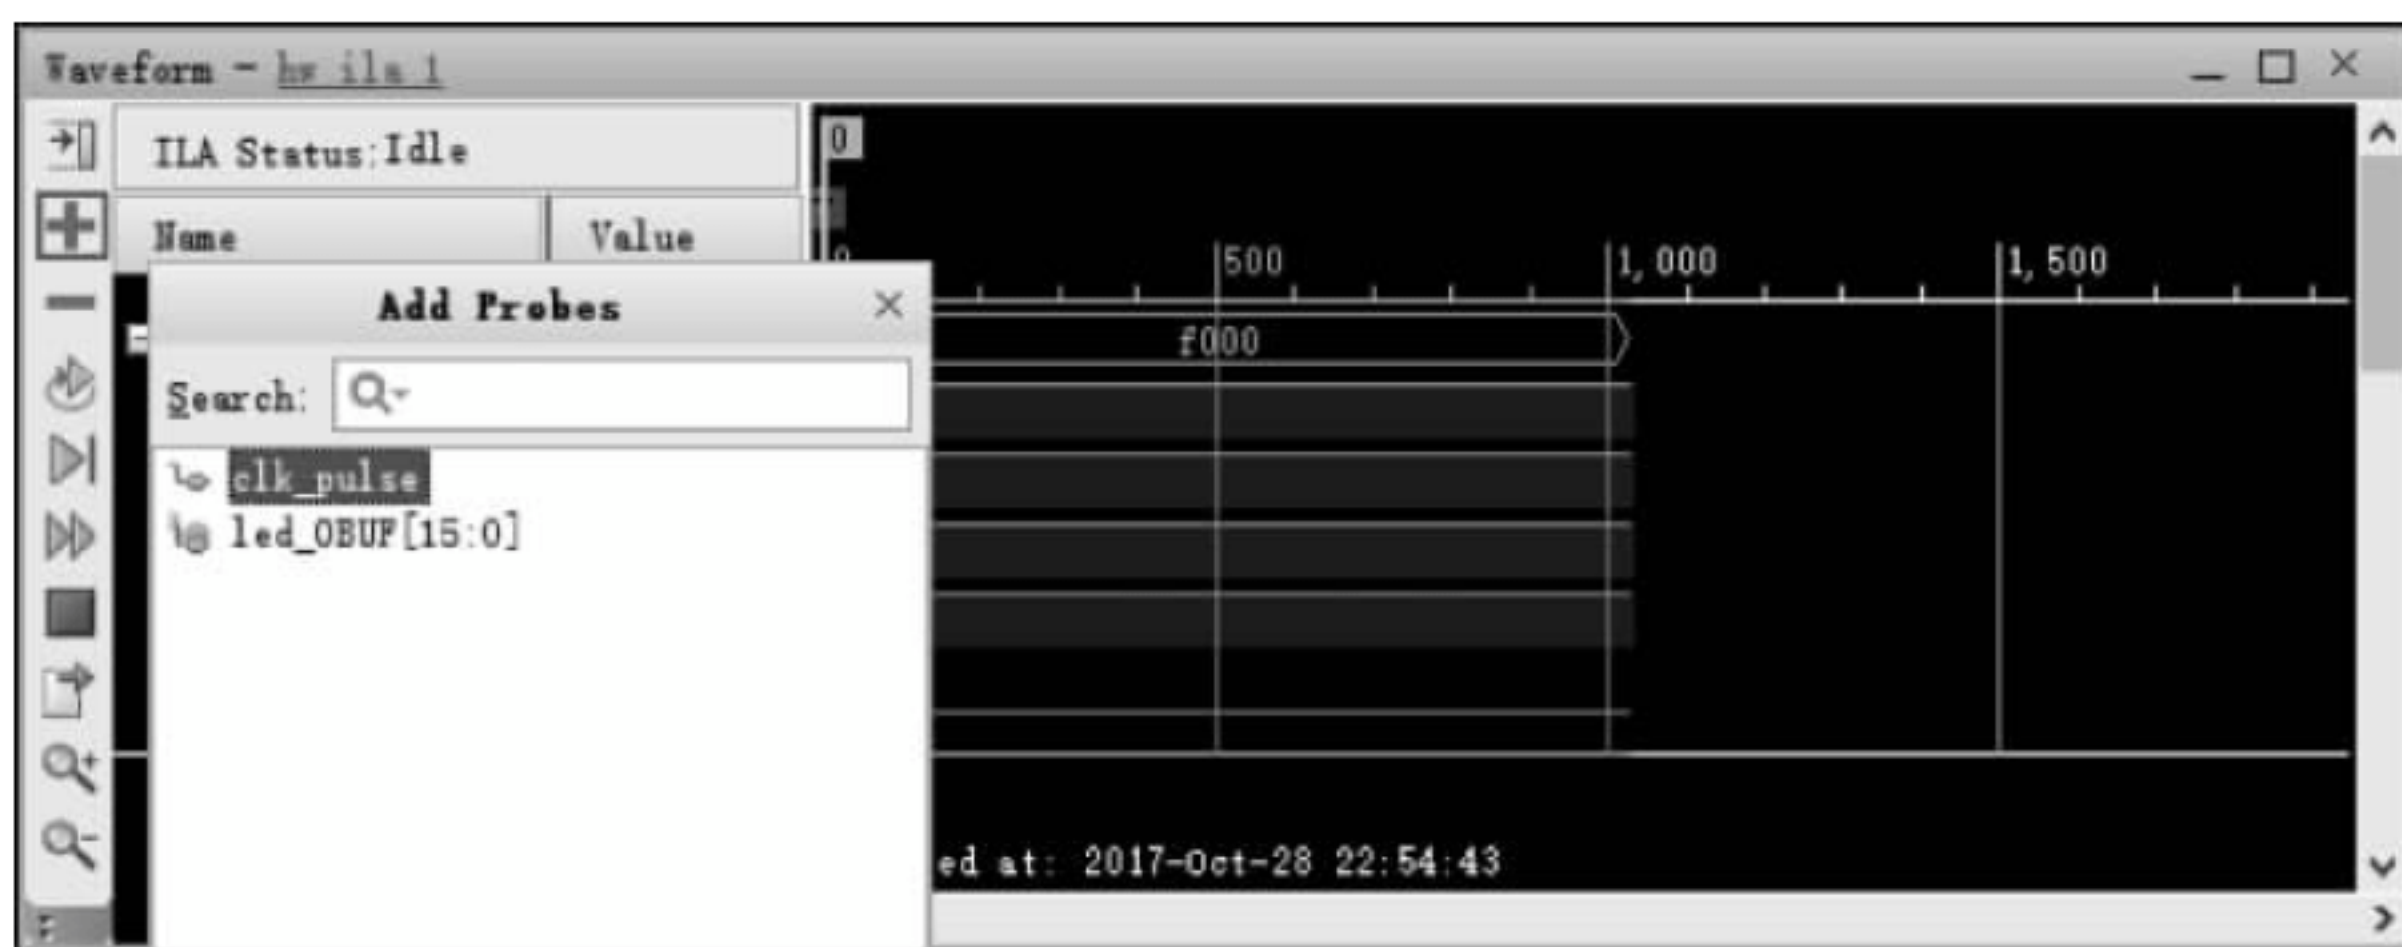 Waveform - hw_ila_1
ILA Status:Idle
0
Name Value
0 500 1,000 1,500
Add Probes
f000
Search:
clk_pulse
led_OBUF[15:0]
ed at: 2017-Oct-28 22:54:43